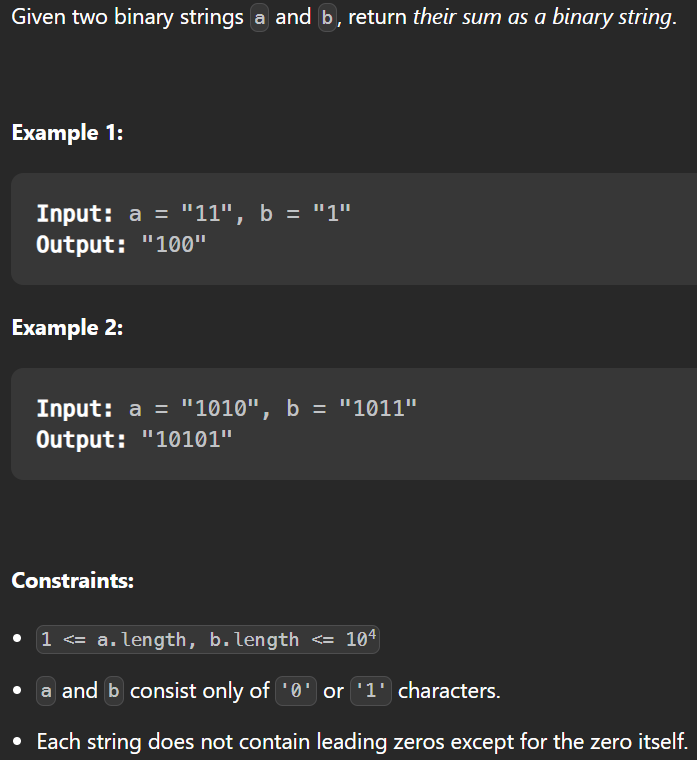 Given two binary strings a and b, return their sum as a binary string.
Example 1:
Input: a = "11", b = "1"
Output: "100"
Example 2:
Input: a = "1010", b = "1011"
Output: "10101"
Constraints:
• 1 <= a.length, b.length <= 10⁴
• a and b consist only of '0' or '1' characters.
• Each string does not contain leading zeros except for the zero itself.